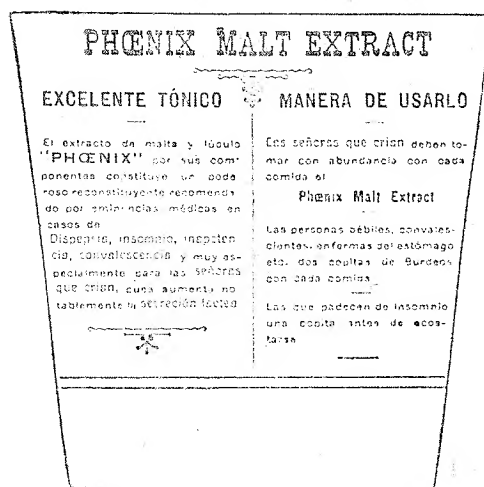 PHŒNIX MALT EXTRACT
EXCELENTE TÓNICO
El extracto de malta y lúpulo
"PHŒNIX" por sus com-
ponentes constituye un pode
roso reconstituyente recomenda
do por eminencias médicas en
casos de
Dispepsia, insomnio, inapeten
cia, convalescencia y muy es-
pecialmente para las señoras
que crian, pues aumenta no
tablemente la secreción láctea
MANERA DE USARLO
Las señoras que crian deben to-
mar con abundancia con cada
comida el
Phœnix Malt Extract
Las personas débiles, convales-
cientes, enfermas del estómago
etc. dos copitas de Burdeos
con cada comida
Las que padecen de insomnio
una copita antes de acos-
tarse